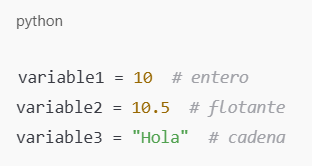 python
variable1 = 10  # entero
variable2 = 10.5  # flotante
variable3 = "Hola"  # cadena